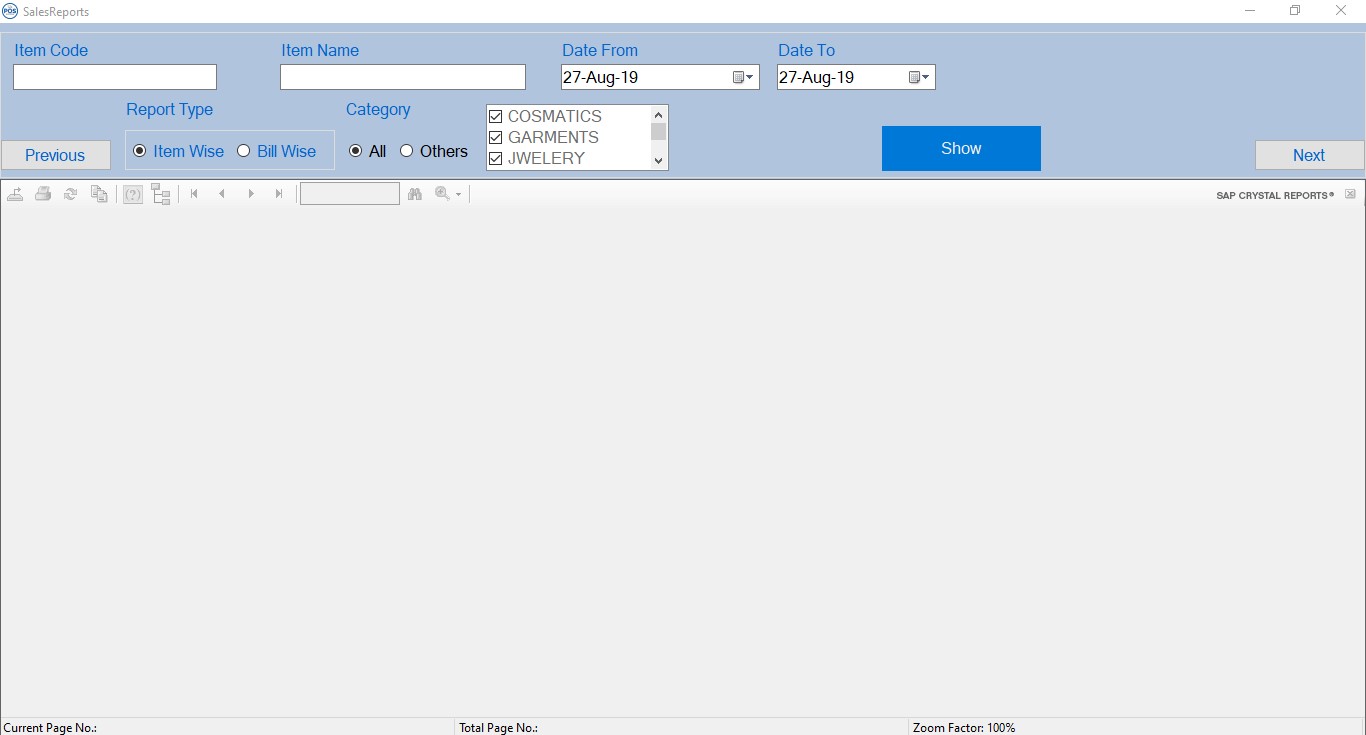 POS SalesReports
Item Code Item Name Date From Date To
27-Aug-19 27-Aug-19
Report Type Category
COSMATICS
GARMENTS
JWELERY
Previous Item Wise Bill Wise All Others Show Next
(?) SAP CRYSTAL REPORTS®
Current Page No.: Total Page No.: Zoom Factor: 100%